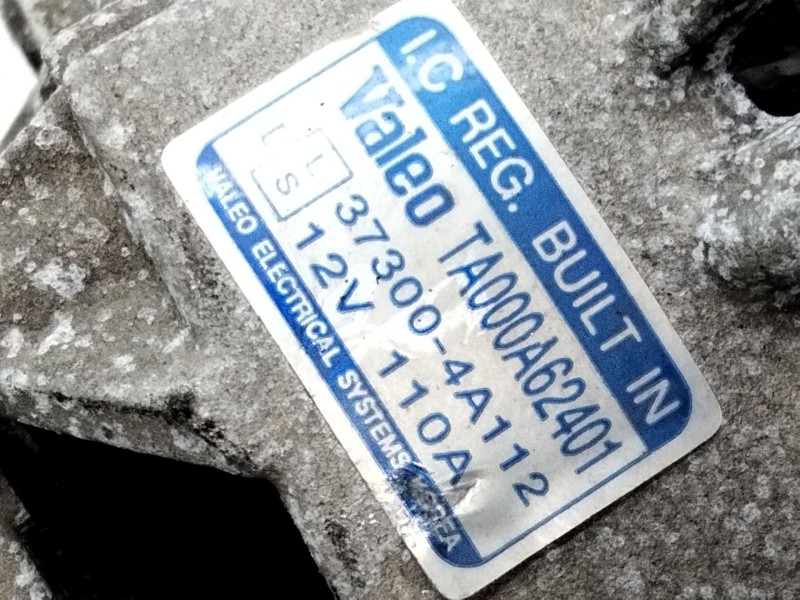 I.C REG. BUILT IN
Valeo TA000A62401
L 37300-4A112
S 12V 110A
VALEO ELECTRICAL SYSTEMS KOREA